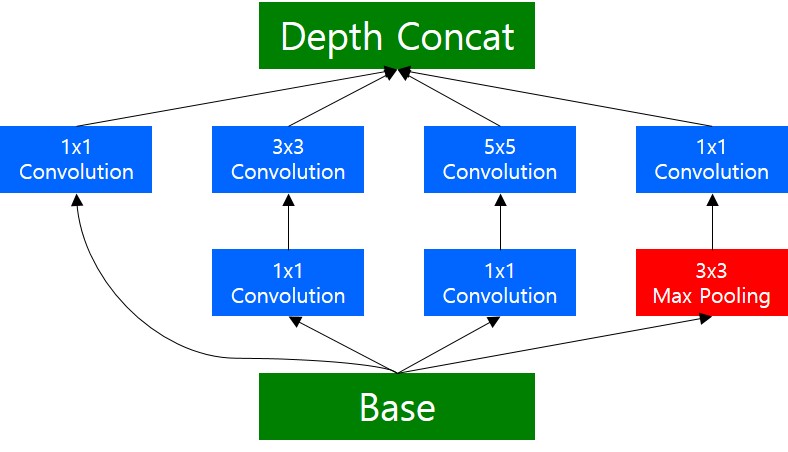 Depth Concat
1x1
Convolution
3x3
Convolution
5x5
Convolution
1x1
Convolution
1x1
Convolution
1x1
Convolution
3x3
Max Pooling
Base